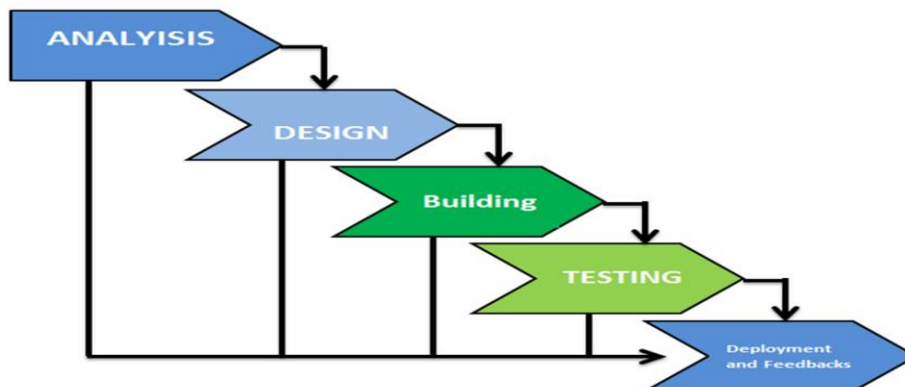 ANALYISIS
DESIGN
Building
TESTING
Deployment
and Feedbacks